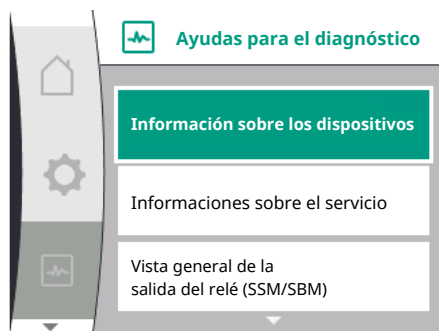 Ayudas para el diagnóstico
Información sobre los dispositivos
Informaciones sobre el servicio
Vista general de la
salida del relé (SSM/SBM)